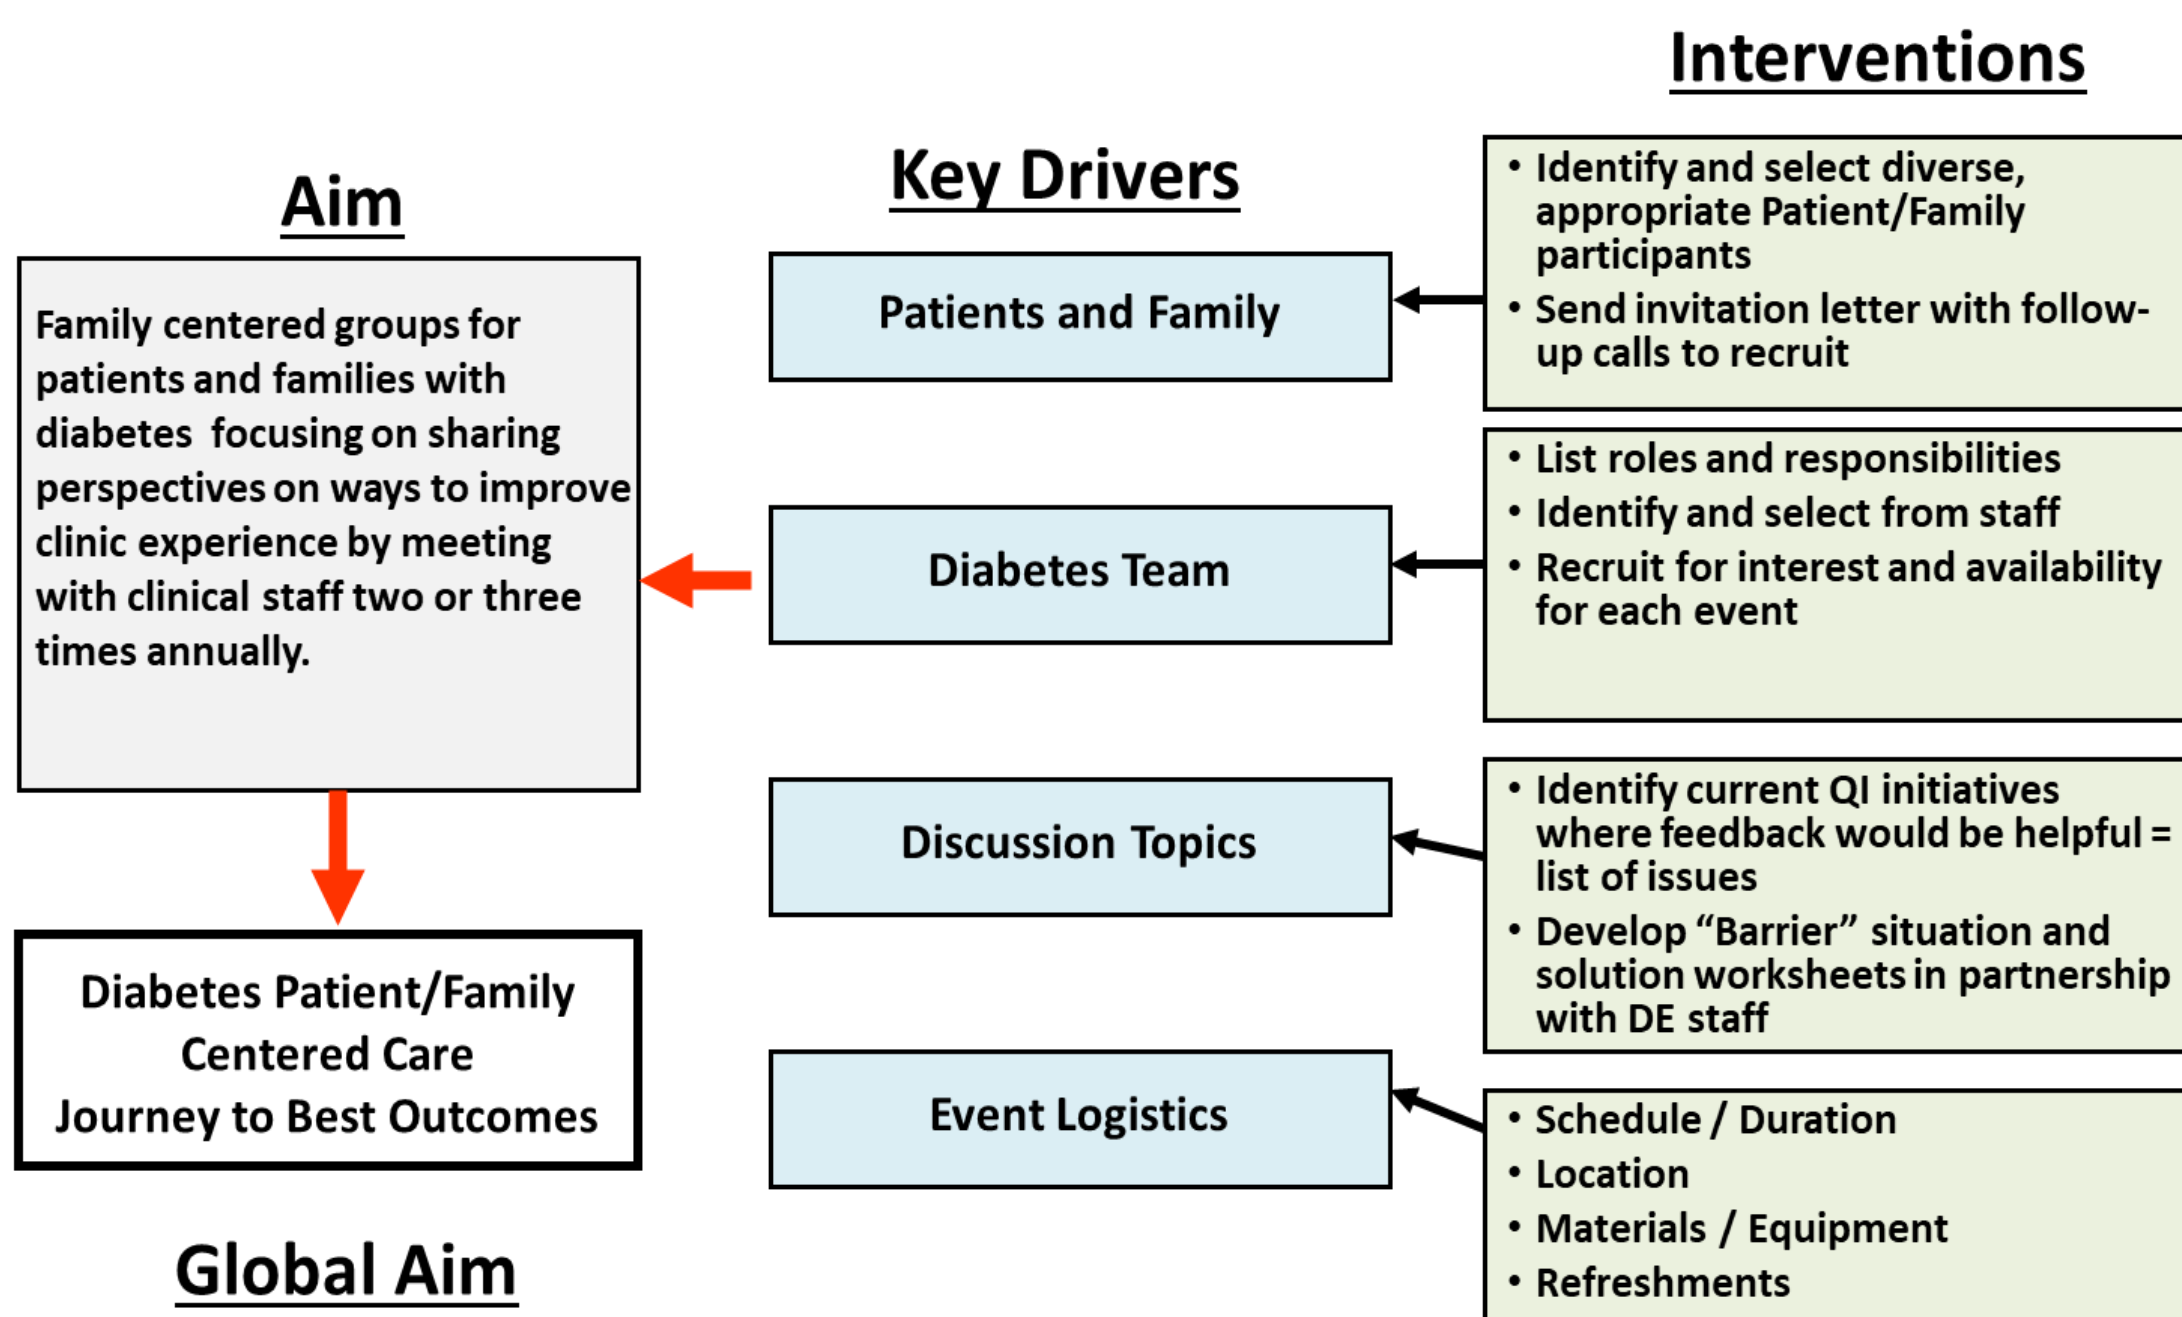 Aim
Family centered groups for
patients and families with
diabetes focusing on sharing
perspectives on ways to improve
clinic experience by meeting
with clinical staff two or three
times annually.
Diabetes Patient/Family
Centered Care
Journey to Best Outcomes
Global Aim
Key Drivers
Patients and Family
Diabetes Team
Discussion Topics
Event Logistics
Interventions
• Identify and select diverse,
appropriate Patient/Family
participants
• Send invitation letter with follow-
up calls to recruit
• List roles and responsibilities
• Identify and select from staff
• Recruit for interest and availability
for each event
• Identify current QI initiatives
where feedback would be helpful =
list of issues
• Develop “Barrier” situation and
solution worksheets in partnership
with DE staff
• Schedule / Duration
• Location
• Materials / Equipment
• Refreshments